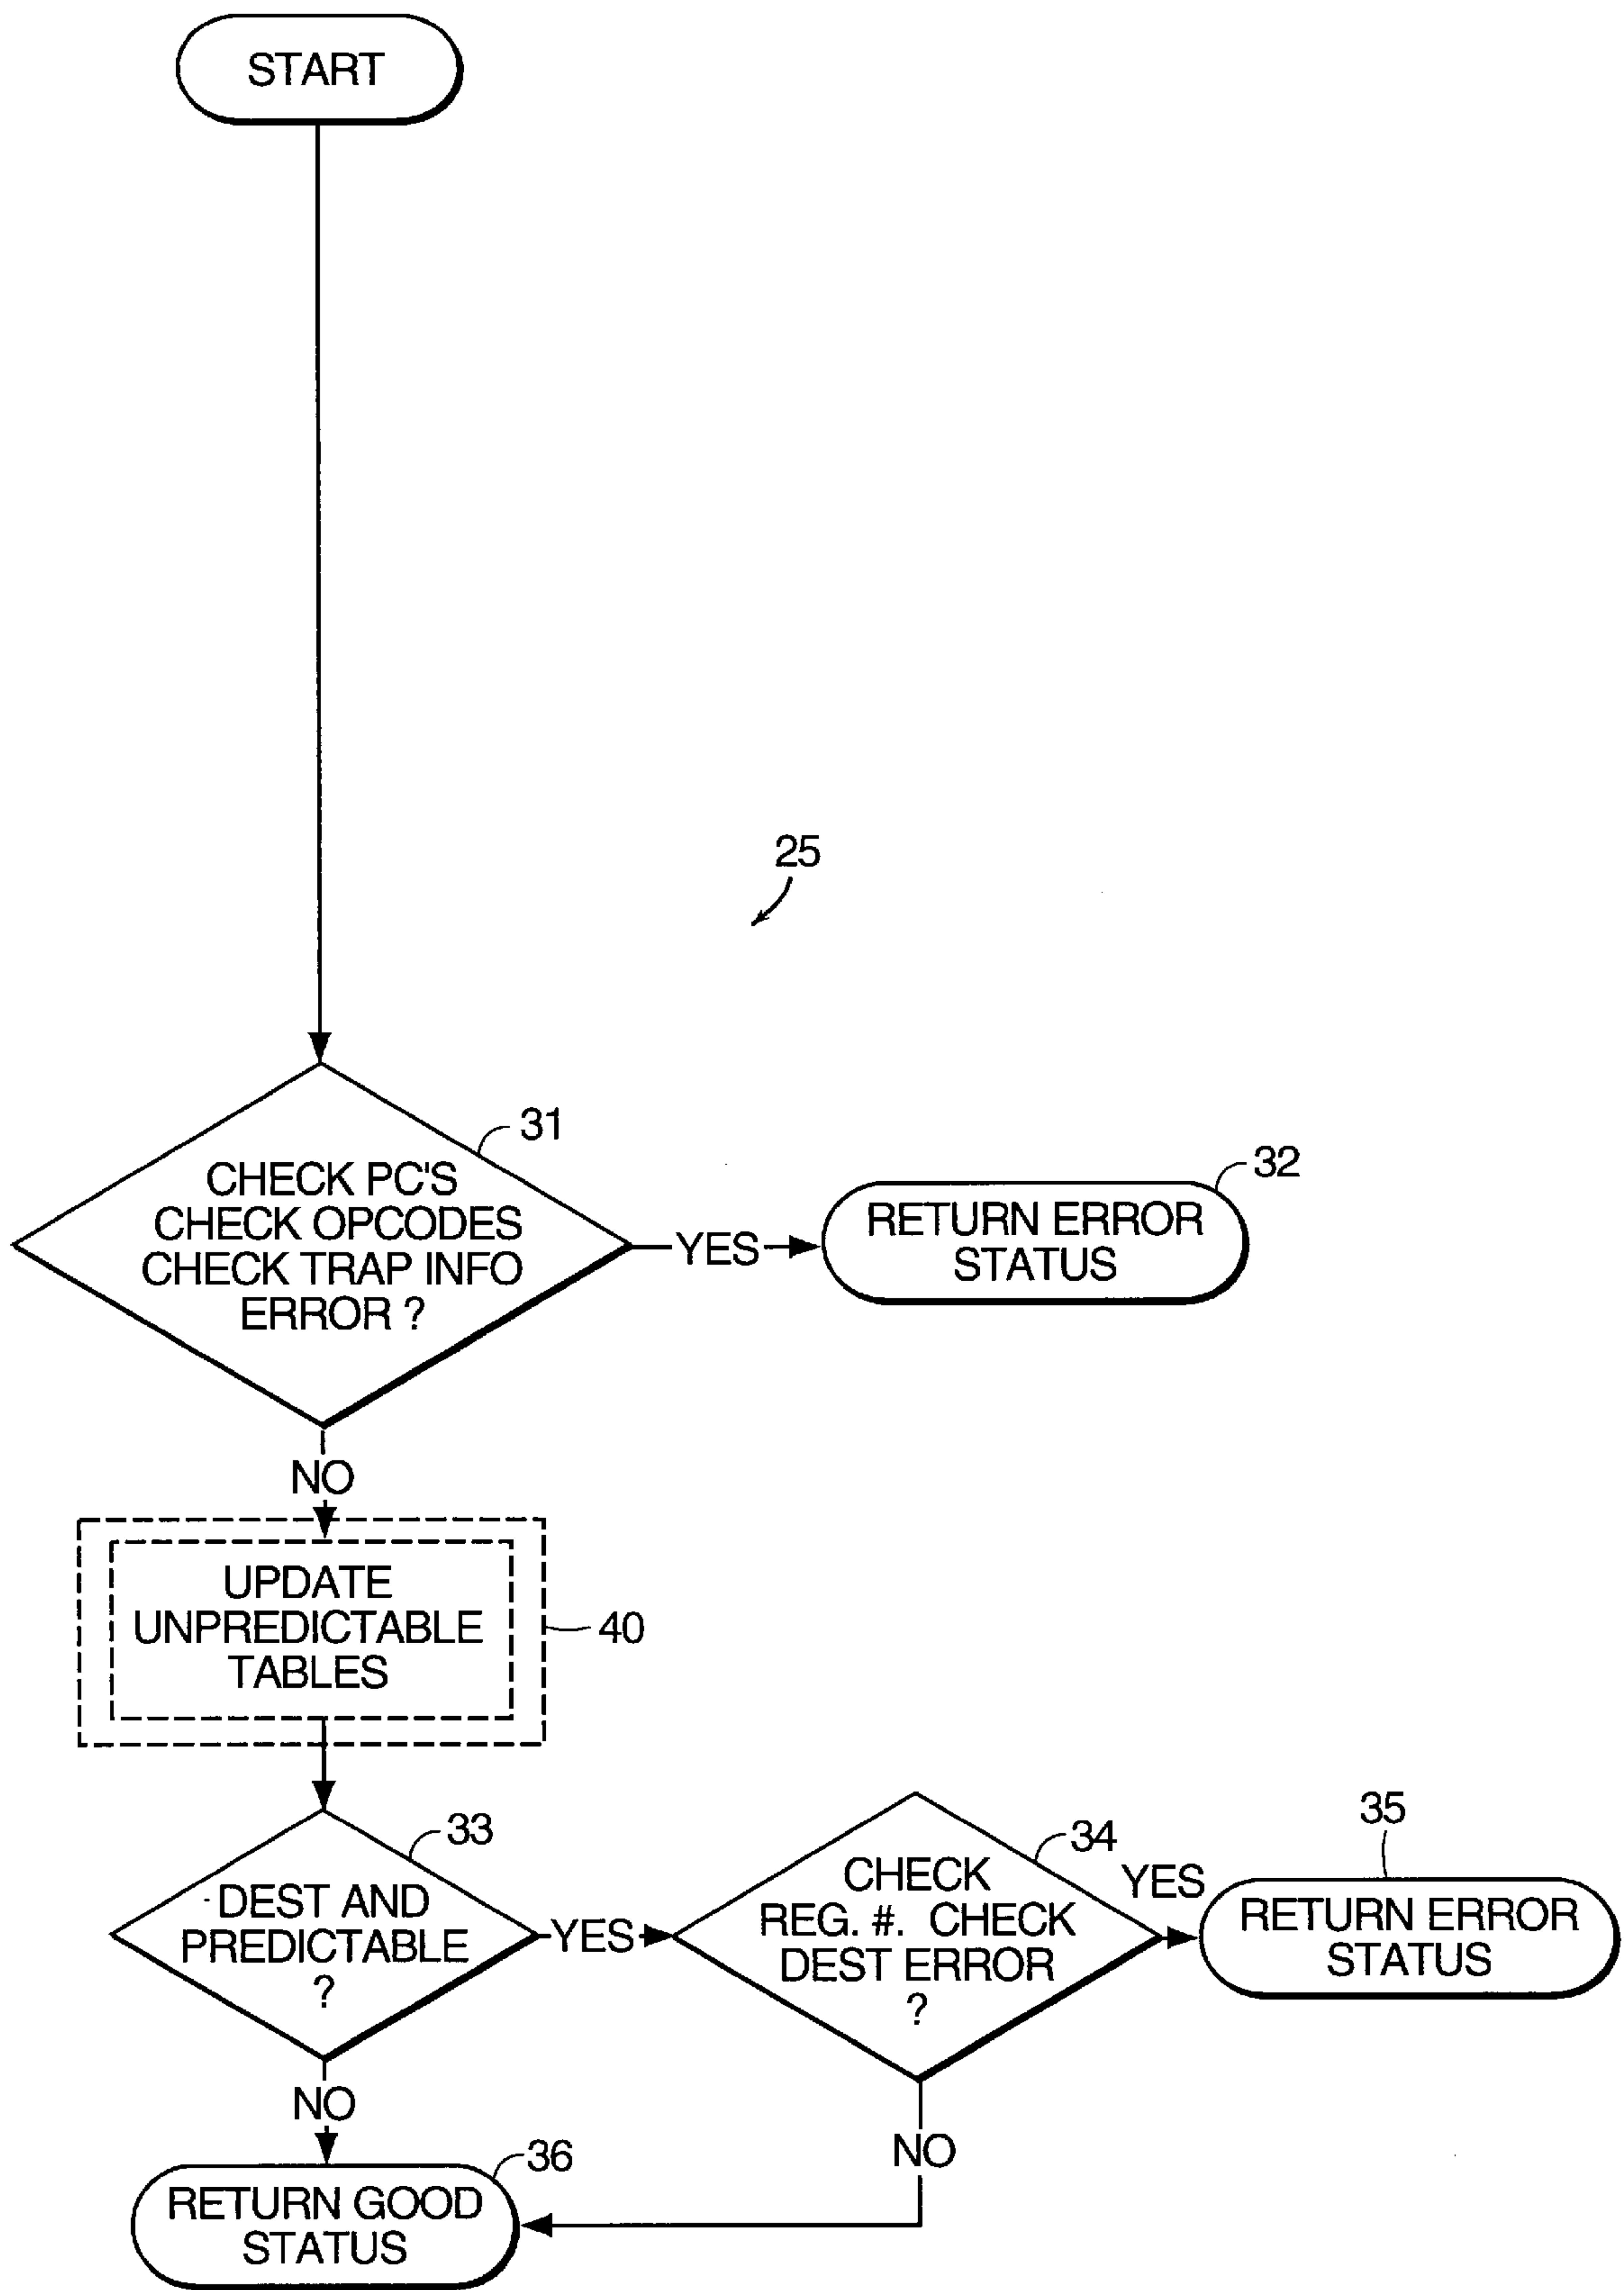 START
25
31
CHECK PC'S
CHECK OPCODES
CHECK TRAP INFO
ERROR ?
YES
32
RETURN ERROR
STATUS
NO
UPDATE
UNPREDICTABLE
TABLES
40
33
DEST AND
PREDICTABLE
?
YES
34
CHECK
REG. #. CHECK
DEST ERROR
?
YES
35
RETURN ERROR
STATUS
NO
NO
36
RETURN GOOD
STATUS